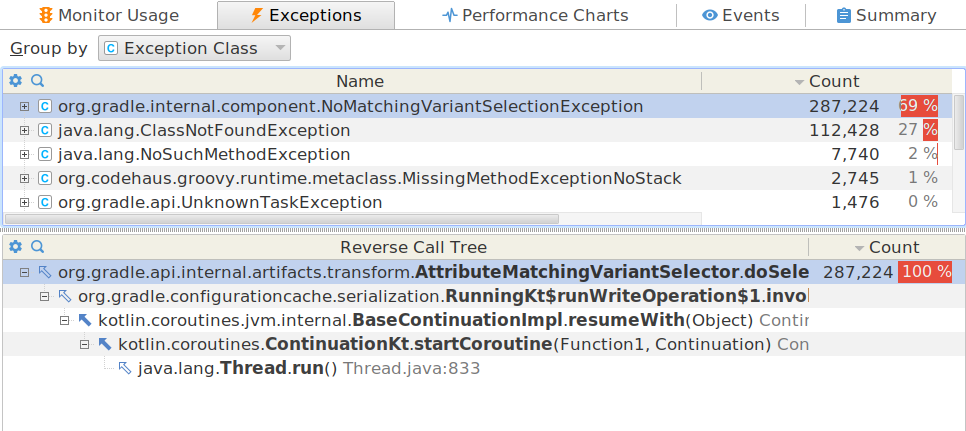 Monitor Usage Exceptions Performance Charts Events Summary
Group by C Exception Class
Name Count
C org.gradle.internal.component.NoMatchingVariantSelectionException 287,224 69 %
C java.lang.ClassNotFoundException 112,428 27 %
C java.lang.NoSuchMethodException 7,740 2 %
C org.codehaus.groovy.runtime.metaclass.MissingMethodExceptionNoStack 2,745 1 %
C org.gradle.api.UnknownTaskException 1,476 0 %
Reverse Call Tree Count
org.gradle.api.internal.artifacts.transform.AttributeMatchingVariantSelector.doSele 287,224 100 %
org.gradle.configurationcache.serialization.RunningKt$runWriteOperation$1.invo
kotlin.coroutines.jvm.internal.BaseContinuationImpl.resumeWith(Object) Contin
kotlin.coroutines.ContinuationKt.startCoroutine(Function1, Continuation) Con
java.lang.Thread.run() Thread.java:833